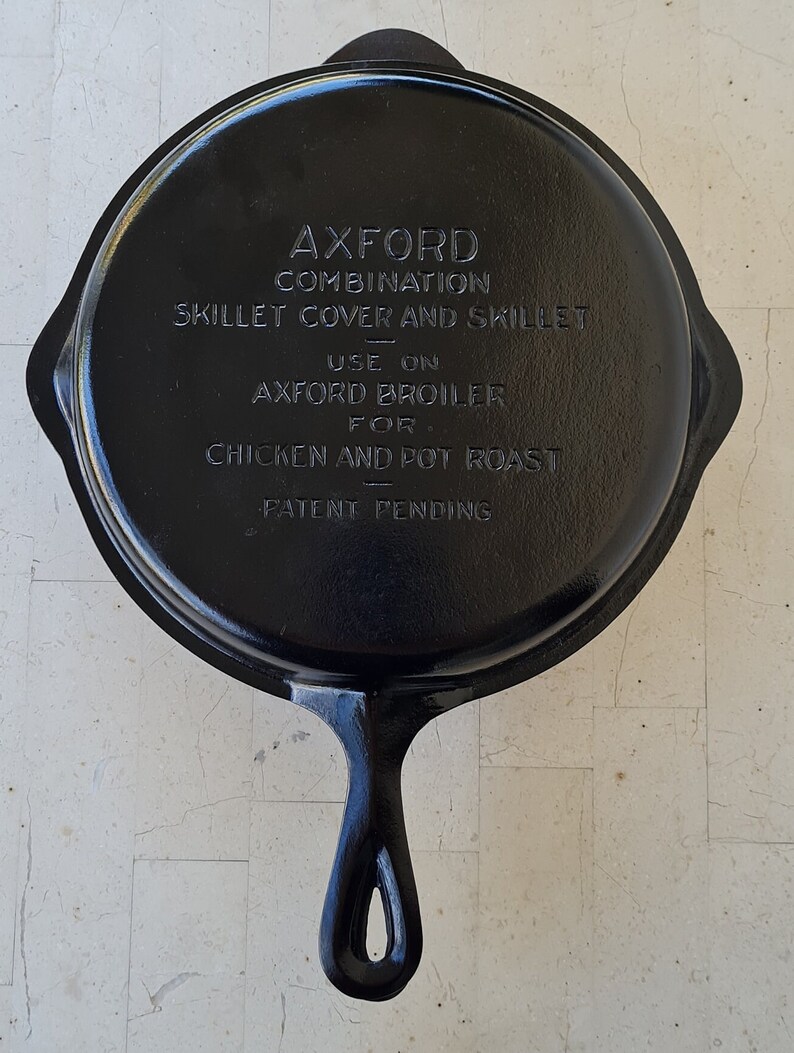 AXFORD
COMBINATION
SKILLET COVER AND SKILLET
USE ON
AXFORD BROILER
FOR
CHICKEN AND POT ROAST
PATENT PENDING